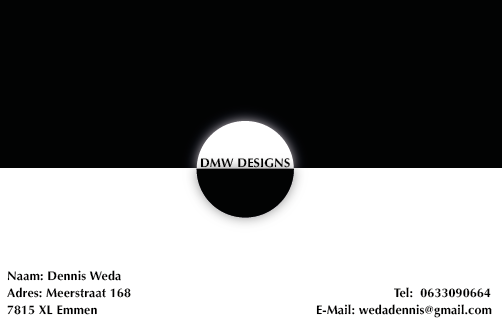 DMW DESIGNS
Naam: Dennis Weda
Adres: Meerstraat 168
7815 XL Emmen
Tel: 0633090664
E-Mail: wedadennis@gmail.com